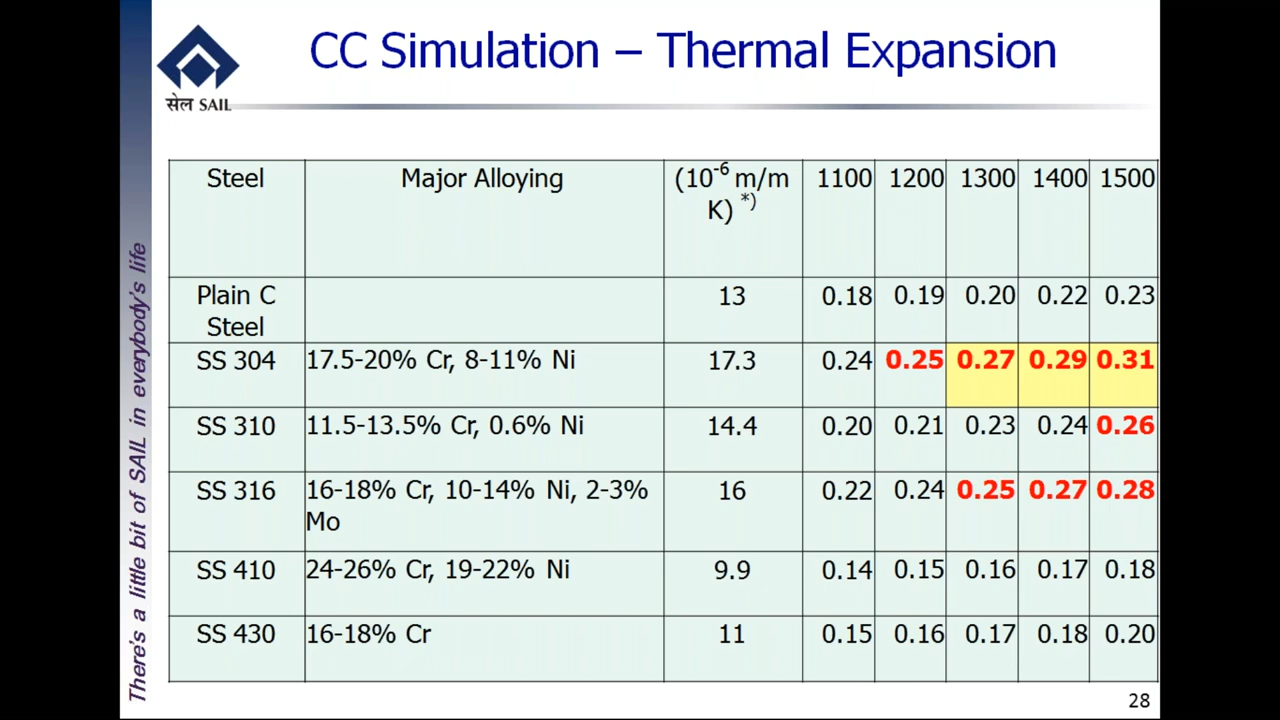 CC Simulation – Thermal Expansion
सेल SAIL
There's a little bit of SAIL in everybody's life
Steel Major Alloying (10-6 m/m K) *) 1100 1200 1300 1400 1500
Plain C Steel 13 0.18 0.19 0.20 0.22 0.23
SS 304 17.5-20% Cr, 8-11% Ni 17.3 0.24 0.25 0.27 0.29 0.31
SS 310 11.5-13.5% Cr, 0.6% Ni 14.4 0.20 0.21 0.23 0.24 0.26
SS 316 16-18% Cr, 10-14% Ni, 2-3% Mo 16 0.22 0.24 0.25 0.27 0.28
SS 410 24-26% Cr, 19-22% Ni 9.9 0.14 0.15 0.16 0.17 0.18
SS 430 16-18% Cr 11 0.15 0.16 0.17 0.18 0.20
28